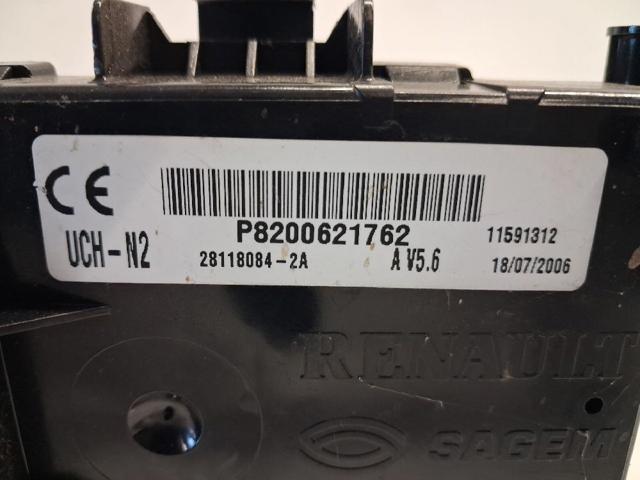 CE
P8200621762
11591312
UCH-N2
28118084-2A
A V5.6
18/07/2006
RENAULT
SAGEM